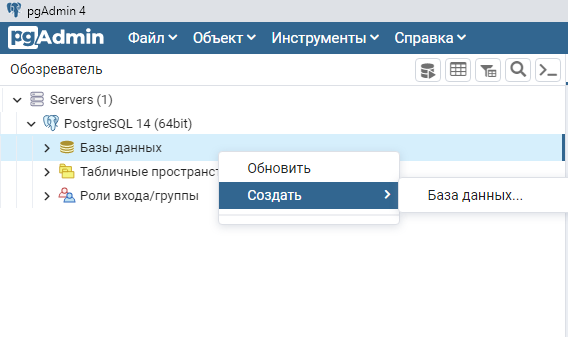 pgAdmin 4
pgAdmin Файл Объект Инструменты Справка
Обозреватель
Servers (1)
PostgreSQL 14 (64bit)
Базы данных
Обновить
Табличные пространст
Создать База данных...
Роли входа/группы